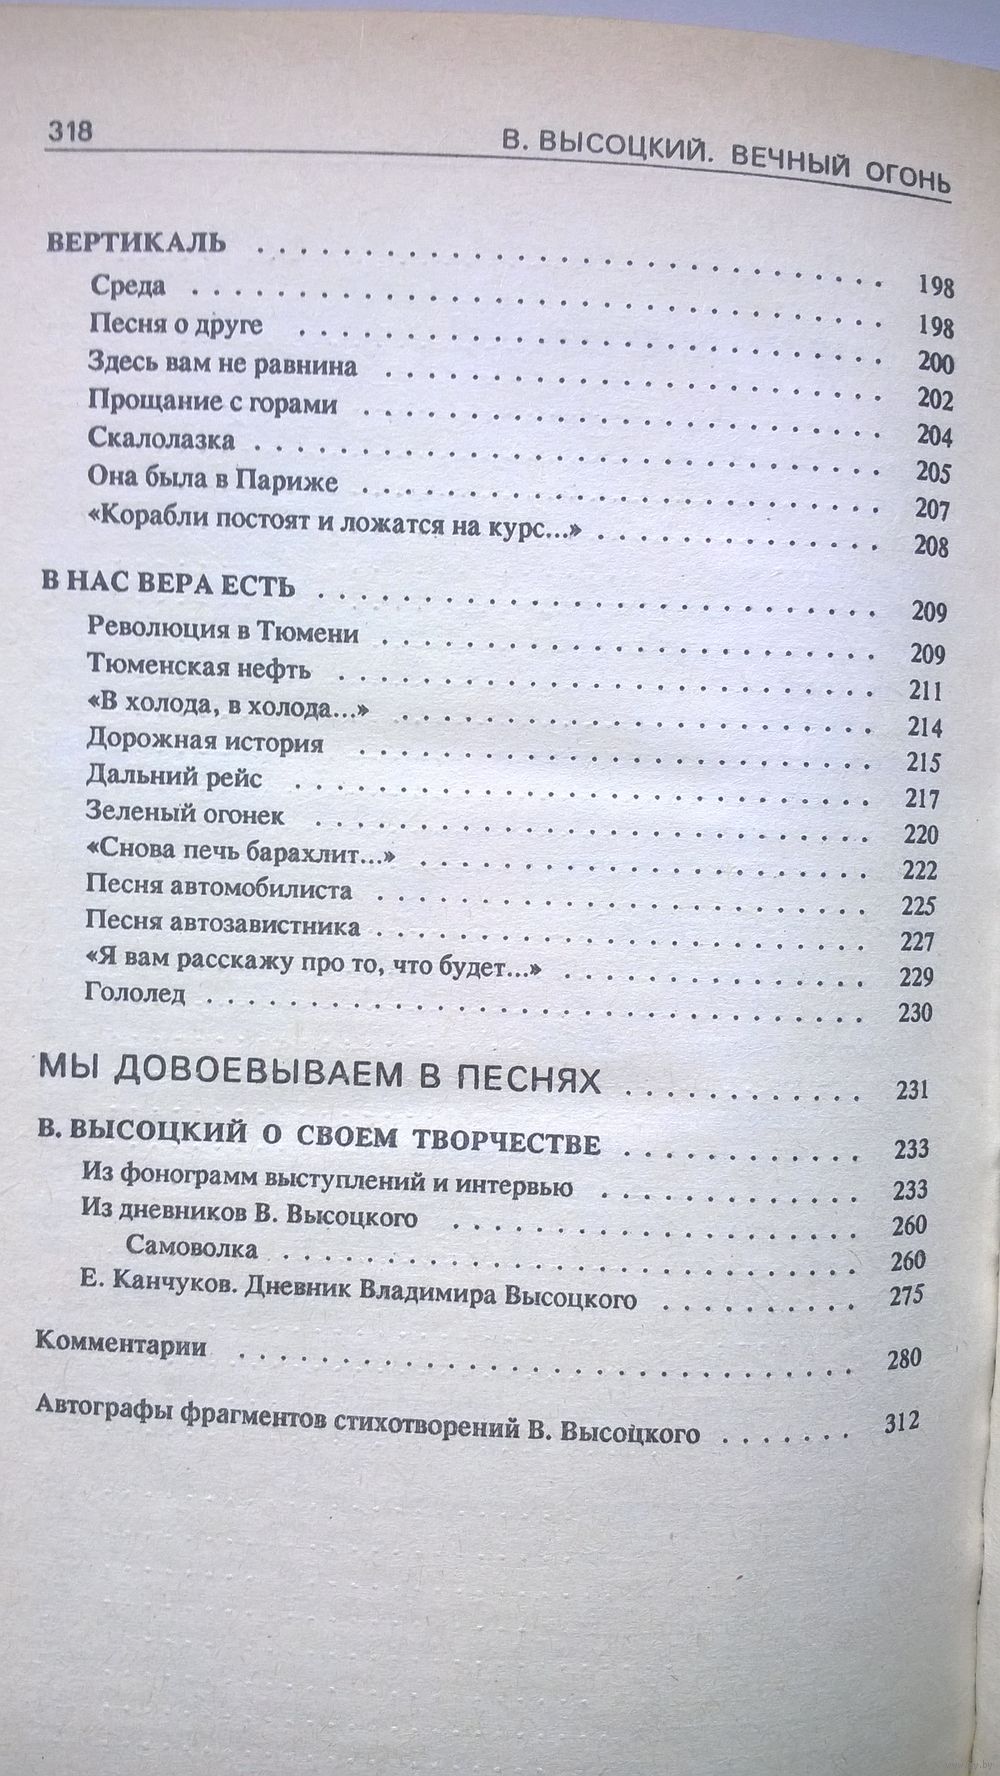 318
В. ВЫСОЦКИЙ. ВЕЧНЫЙ ОГОНЬ
ВЕРТИКАЛЬ . . . . . . . . . . 198
Среда . . . . . . . . . . 198
Песня о друге . . . . . . . . . . 200
Здесь вам не равнина . . . . . . . . . . 202
Прощание с горами . . . . . . . . . . 204
Скалолазка . . . . . . . . . . 205
Она была в Париже . . . . . . . . . . 207
«Корабли постоят и ложатся на курс...» . . . . . . . . . . 208
В НАС ВЕРА ЕСТЬ . . . . . . . . . . 209
Революция в Тюмени . . . . . . . . . . 209
Тюменская нефть . . . . . . . . . . 211
«В холода, в холода...» . . . . . . . . . . 214
Дорожная история . . . . . . . . . . 215
Дальний рейс . . . . . . . . . . 217
Зеленый огонек . . . . . . . . . . 220
«Снова печь барахлит...» . . . . . . . . . . 222
Песня автомобилиста . . . . . . . . . . 225
Песня автозавистника . . . . . . . . . . 227
«Я вам расскажу про то, что будет...» . . . . . . . . . . 229
Гололед . . . . . . . . . . 230
МЫ ДОВОЕВЫВАЕМ В ПЕСНЯХ . . . . . . . . . . 231
В. ВЫСОЦКИЙ О СВОЕМ ТВОРЧЕСТВЕ . . . . . . . . . . 233
Из фонограмм выступлений и интервью . . . . . . . . . . 233
Из дневников В. Высоцкого . . . . . . . . . . 260
Самоволка . . . . . . . . . . 260
Е. Канчуков. Дневник Владимира Высоцкого . . . . . . . . . . 275
Комментарии . . . . . . . . . . 280
Автографы фрагментов стихотворений В. Высоцкого . . . . . . . 312